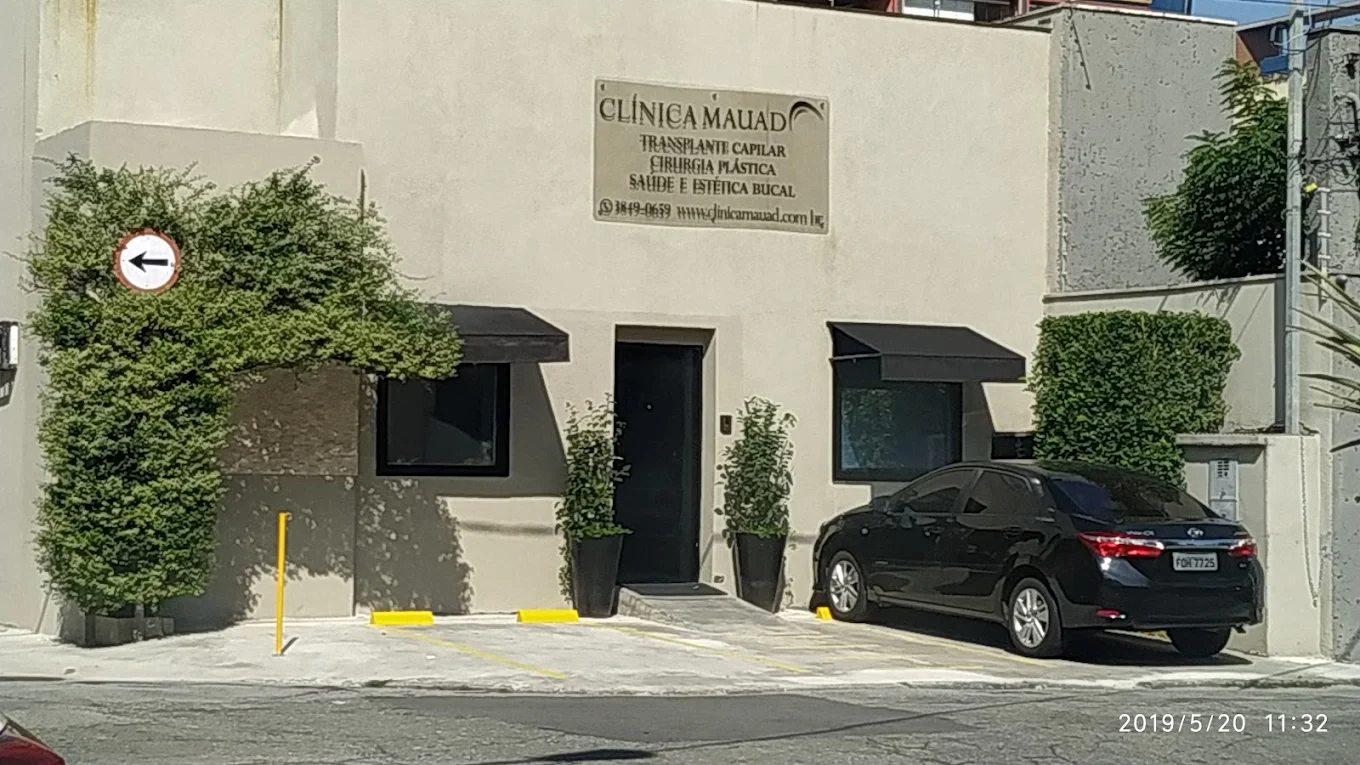 CLÍNICA MAUAD
TRANSPLANTE CAPILAR
CIRURGIA PLÁSTICA
SAUDE E ESTÉTICA BUCAL
3849-0659 www.clinicamauad.com.br
FOH 7725
2019/5/20 11:32